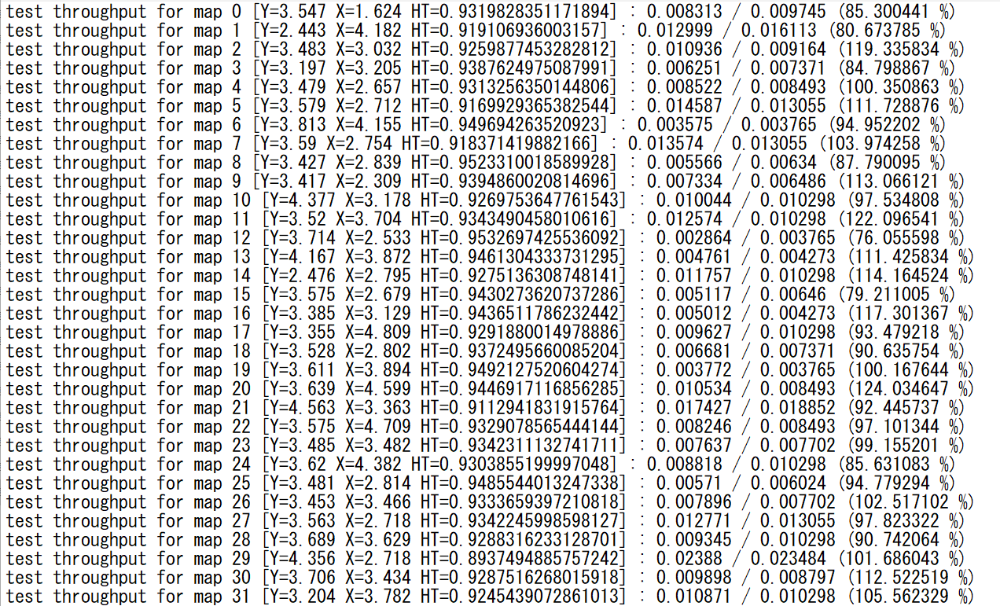 test throughput for map 0 [Y=3.547 X=1.624 HT=0.9319828351171894] : 0.008313 / 0.009745 (85.300441 %)
test throughput for map 1 [Y=2.443 X=4.182 HT=0.919106936003157] : 0.012999 / 0.016113 (80.673785 %)
test throughput for map 2 [Y=3.483 X=3.032 HT=0.9259877453282812] : 0.010936 / 0.009164 (119.335834 %)
test throughput for map 3 [Y=3.197 X=3.205 HT=0.9387624975087991] : 0.006251 / 0.007371 (84.798867 %)
test throughput for map 4 [Y=3.479 X=2.657 HT=0.9313256350144806] : 0.008522 / 0.008493 (100.350863 %)
test throughput for map 5 [Y=3.579 X=2.712 HT=0.9169929365382544] : 0.014587 / 0.013055 (111.728876 %)
test throughput for map 6 [Y=3.813 X=4.155 HT=0.949694263520923] : 0.003575 / 0.003765 (94.952202 %)
test throughput for map 7 [Y=3.59 X=2.754 HT=0.918371419882166] : 0.013574 / 0.013055 (103.974258 %)
test throughput for map 8 [Y=3.427 X=2.839 HT=0.9523310018589928] : 0.005566 / 0.00634 (87.790095 %)
test throughput for map 9 [Y=3.417 X=2.309 HT=0.9394860020814696] : 0.007334 / 0.006486 (113.066121 %)
test throughput for map 10 [Y=4.377 X=3.178 HT=0.9269753647761543] : 0.010044 / 0.010298 (97.534808 %)
test throughput for map 11 [Y=3.52 X=3.704 HT=0.9343490458010616] : 0.012574 / 0.010298 (122.096541 %)
test throughput for map 12 [Y=3.714 X=2.533 HT=0.9532697425536092] : 0.002864 / 0.003765 (76.055598 %)
test throughput for map 13 [Y=4.167 X=3.872 HT=0.9461304333731295] : 0.004761 / 0.004273 (111.425834 %)
test throughput for map 14 [Y=2.476 X=2.795 HT=0.9275136308748141] : 0.011757 / 0.010298 (114.164524 %)
test throughput for map 15 [Y=3.575 X=2.679 HT=0.9430273620737286] : 0.005117 / 0.00646 (79.211005 %)
test throughput for map 16 [Y=3.385 X=3.129 HT=0.9436511786232442] : 0.005012 / 0.004273 (117.301367 %)
test throughput for map 17 [Y=3.355 X=4.809 HT=0.9291880014978886] : 0.009627 / 0.010298 (93.479218 %)
test throughput for map 18 [Y=3.528 X=2.802 HT=0.9372495660085204] : 0.006681 / 0.007371 (90.635754 %)
test throughput for map 19 [Y=3.611 X=3.894 HT=0.9492127520604274] : 0.003772 / 0.003765 (100.167644 %)
test throughput for map 20 [Y=3.639 X=4.599 HT=0.9446917116856285] : 0.010534 / 0.008493 (124.034647 %)
test throughput for map 21 [Y=4.563 X=3.363 HT=0.9112941831915764] : 0.017427 / 0.018852 (92.445737 %)
test throughput for map 22 [Y=3.575 X=4.709 HT=0.9329078565444144] : 0.008246 / 0.008493 (97.101344 %)
test throughput for map 23 [Y=3.485 X=3.482 HT=0.9342311132741711] : 0.007637 / 0.007702 (99.155201 %)
test throughput for map 24 [Y=3.62 X=4.382 HT=0.9303855199997048] : 0.008818 / 0.010298 (85.631083 %)
test throughput for map 25 [Y=3.481 X=2.814 HT=0.9485544013247338] : 0.00571 / 0.006024 (94.779294 %)
test throughput for map 26 [Y=3.453 X=3.466 HT=0.9333659397210818] : 0.007896 / 0.007702 (102.517102 %)
test throughput for map 27 [Y=3.563 X=2.718 HT=0.9342245998598127] : 0.012771 / 0.013055 (97.823322 %)
test throughput for map 28 [Y=3.689 X=3.629 HT=0.9288316233128701] : 0.009345 / 0.010298 (90.742064 %)
test throughput for map 29 [Y=4.356 X=2.718 HT=0.8937494885757242] : 0.02388 / 0.023484 (101.686043 %)
test throughput for map 30 [Y=3.706 X=3.434 HT=0.9287516268015918] : 0.009898 / 0.008797 (112.522519 %)
test throughput for map 31 [Y=3.204 X=3.782 HT=0.9245439072861013] : 0.010871 / 0.010298 (105.562329 %)